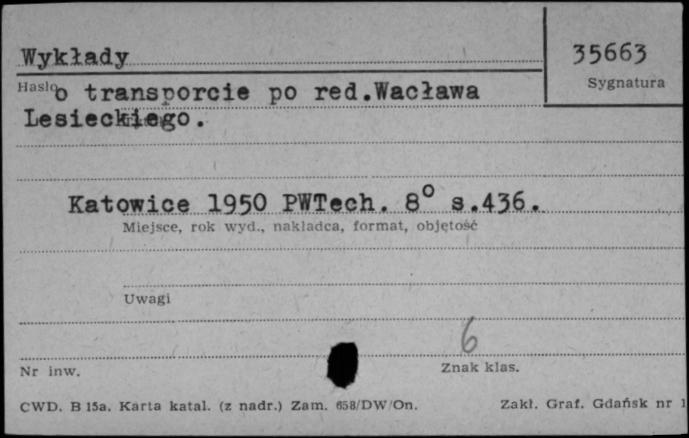 Wykłady
35663
Sygnatura
Hasło
o transporcie po red.Wacława
Lesieckiego.
Katowice 1950 PWTech. 8° s.436.
Miejsce, rok wyd., nakładca, format, objętość
Uwagi
6
Nr inw.
Znak klas.
CWD. B 15a. Karta katal. (z nadr.) Zam. 658/DW/On.
Zakł. Graf. Gdańsk nr 1